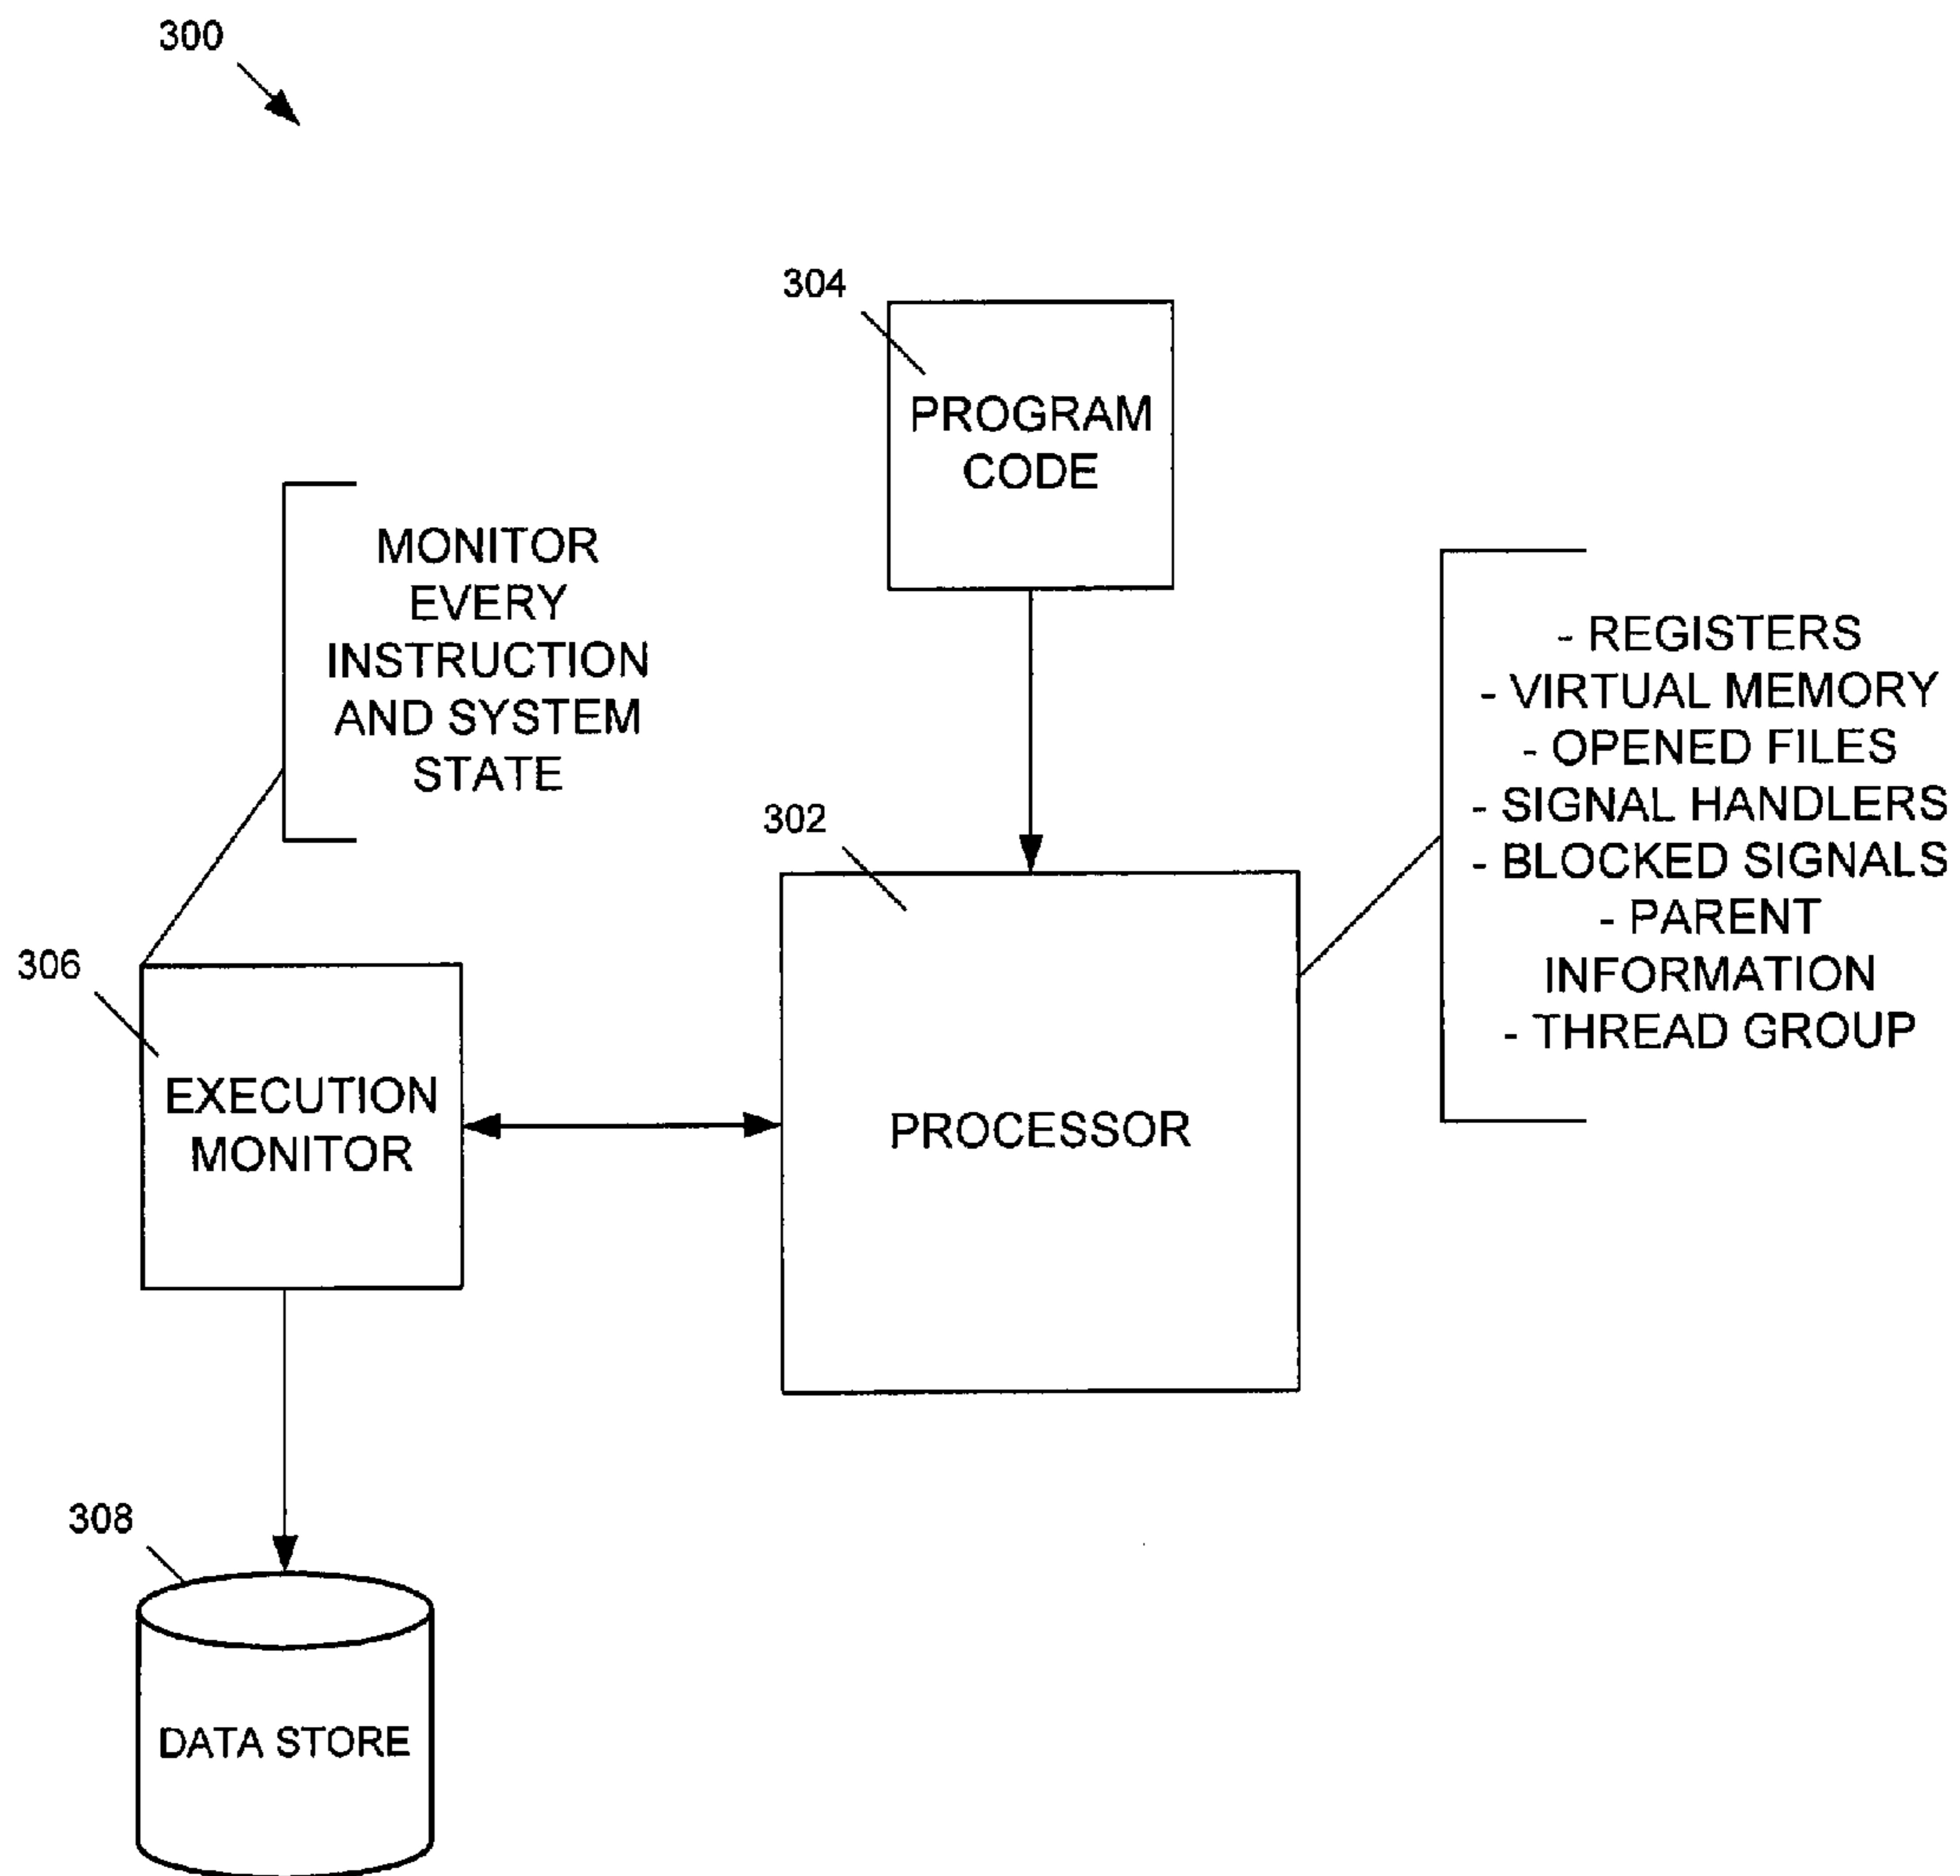 300
304
PROGRAM
CODE
MONITOR
EVERY
INSTRUCTION
AND SYSTEM
STATE
- REGISTERS
- VIRTUAL MEMORY
- OPENED FILES
- SIGNAL HANDLERS
- BLOCKED SIGNALS
- PARENT
INFORMATION
- THREAD GROUP
302
PROCESSOR
306
EXECUTION
MONITOR
308
DATA STORE